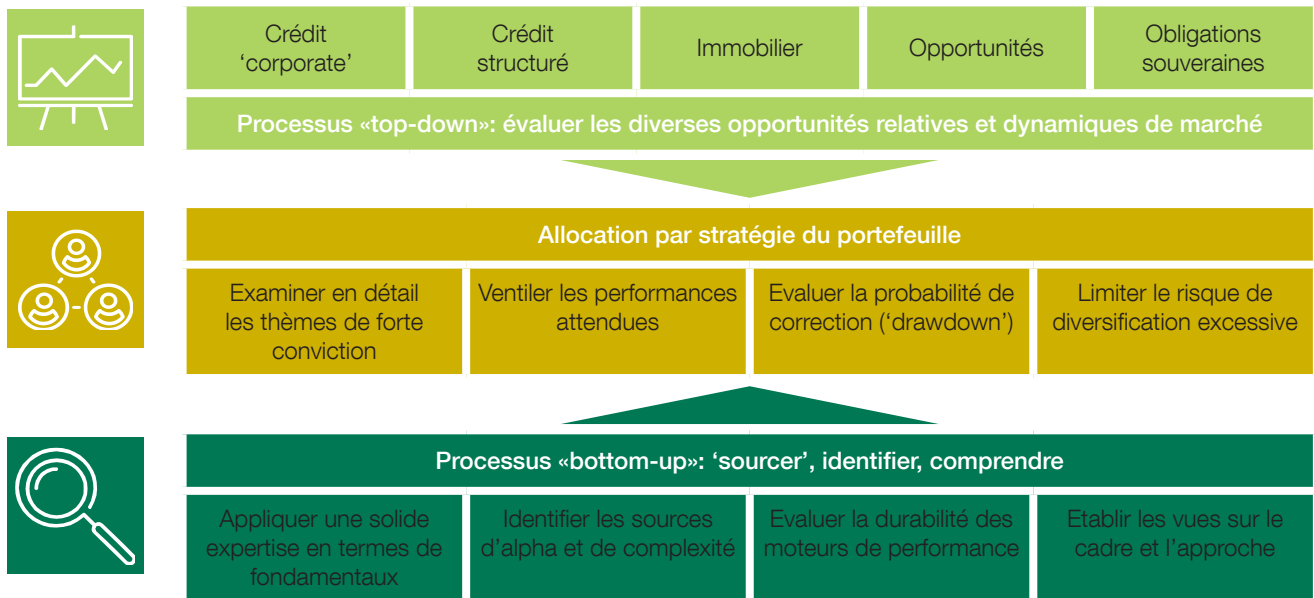 Crédit
‘corporate’
Crédit
structuré
Immobilier
Opportunités
Obligations
souveraines
Processus «top-down»: évaluer les diverses opportunités relatives et dynamiques de marché
Allocation par stratégie du portefeuille
Examiner en détail
les thèmes de forte
conviction
Ventiler les performances
attendues
Evaluer la probabilité de
correction (‘drawdown’)
Limiter le risque de
diversification excessive
Processus «bottom-up»: ‘sourcer’, identifier, comprendre
Appliquer une solide
expertise en termes de
fondamentaux
Identifier les sources
d’alpha et de complexité
Evaluer la durabilité des
moteurs de performance
Etablir les vues sur le
cadre et l’approche